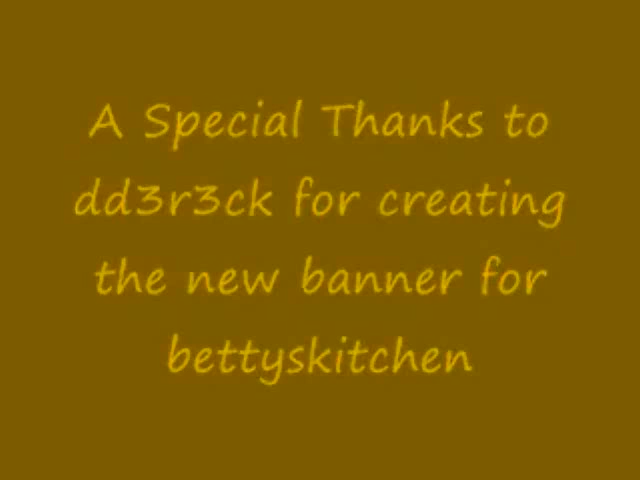 A Special Thanks to
dd3r3ck for creating
the new banner for
bettyskitchen